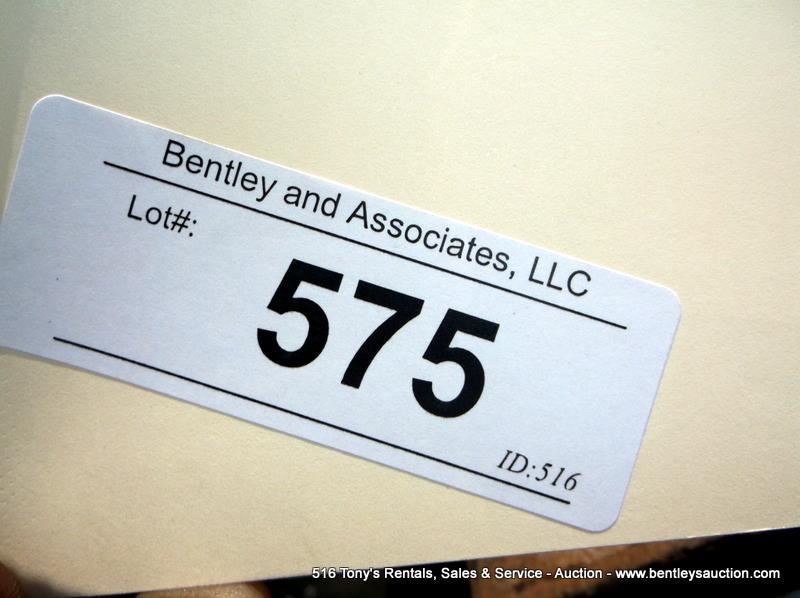 Bentley and Associates, LLC
Lot#:
575
ID:516
516 Tony's Rentals, Sales & Service - Auction - www.bentleysauction.com